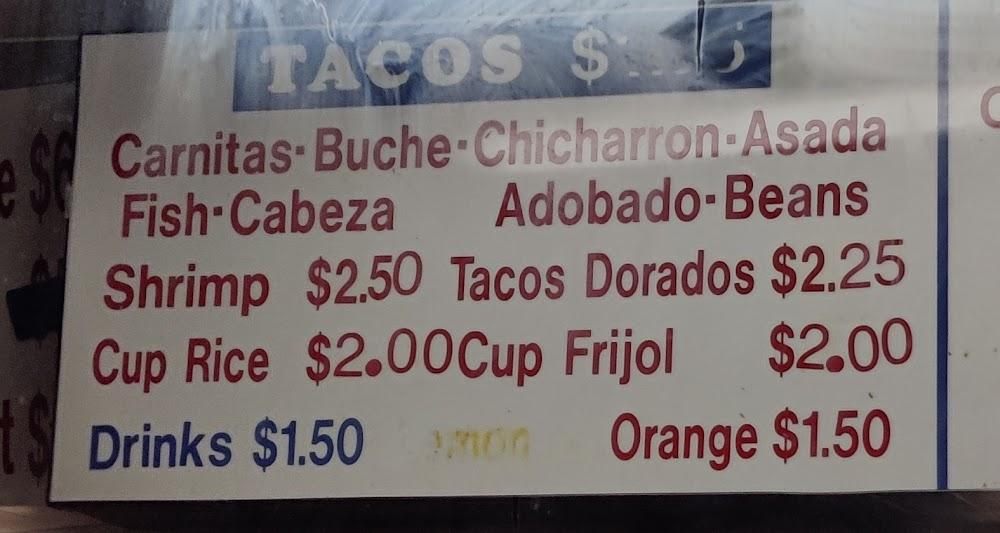 TACOS $
Carnitas-Buche-Chicharron-Asada
Fish-Cabeza Adobado-Beans
Shrimp $2.50 Tacos Dorados $2.25
Cup Rice $2.00 Cup Frijol $2.00
Drinks $1.50 Orange $1.50